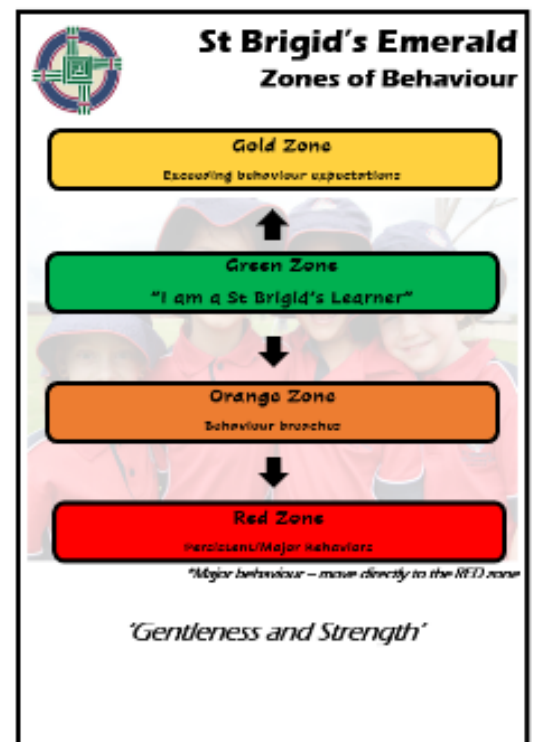 St Brigid's Emerald
Zones of Behaviour
Gold Zone
Exceeding behaviour expectations
Green Zone
"I am a St Brigid's Learner"
Orange Zone
Behaviour breaches
Red Zone
Persistent/Major Behaviors
*Major behaviour – move directly to the RED zone
'Gentleness and Strength'